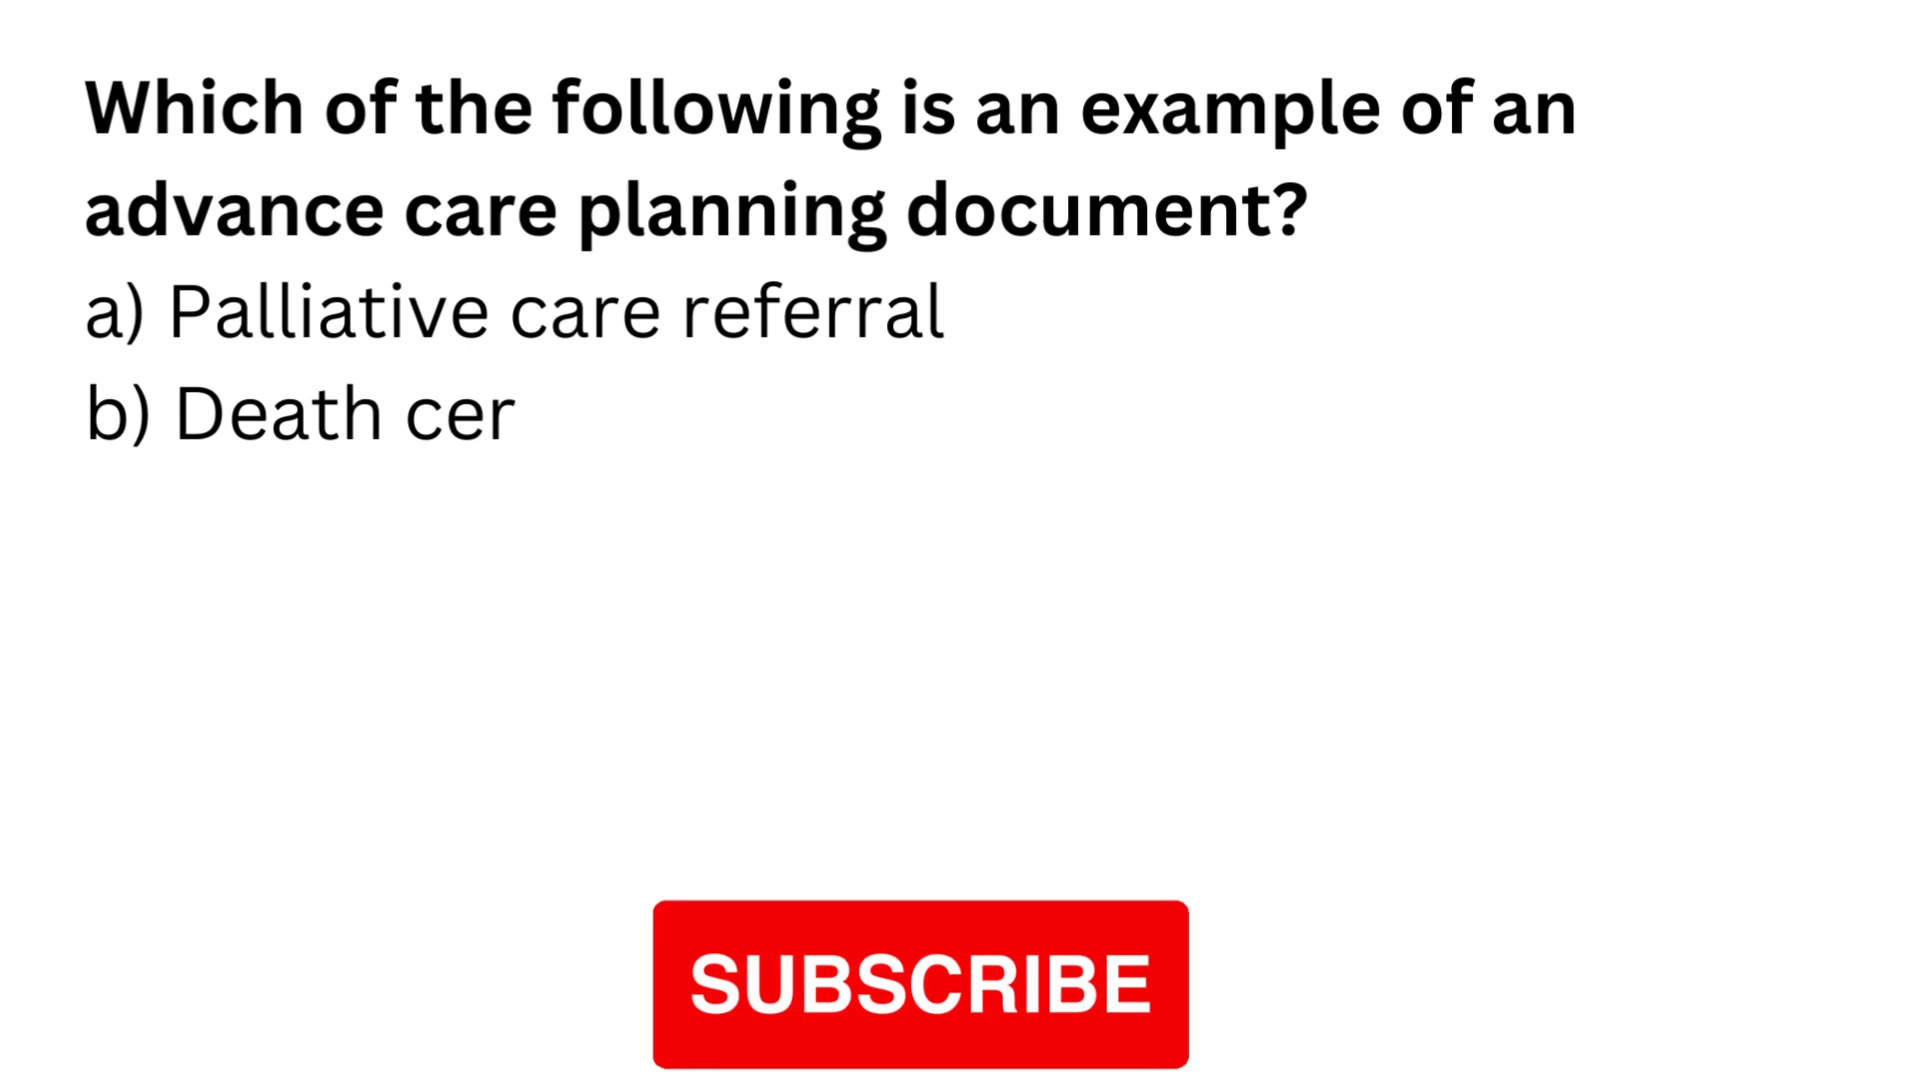 Which of the following is an example of an
advance care planning document?
a) Palliative care referral
b) Death cer
SUBSCRIBE